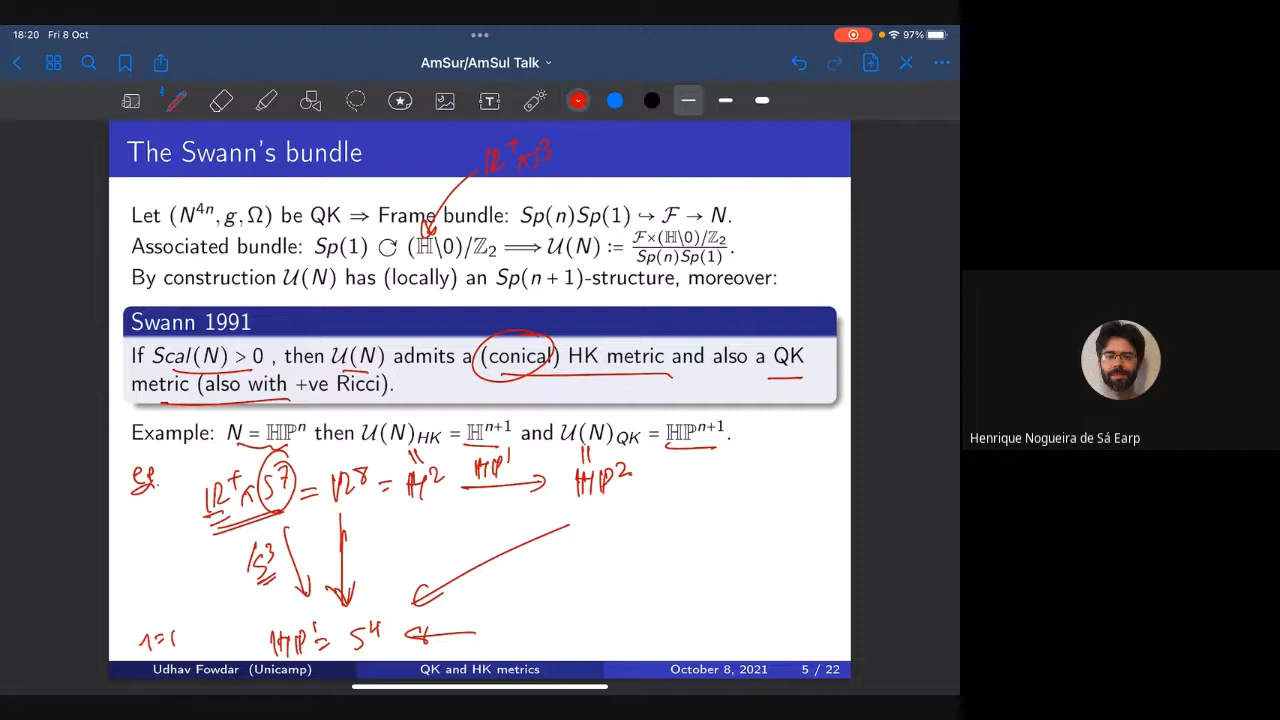 18:20 Fri 8 Oct
97%
AmSur/AmSul Talk
The Swann's bundle
ℝ⁺×S³
Let (N⁴ⁿ, g, Ω) be QK ⇒ Frame bundle: Sp(n)Sp(1) ↪ ℱ → N.
Associated bundle: Sp(1) ↻ (ℍ\0)/ℤ₂ ⟹ 𝒰(N) := ℱ×(ℍ\0)/ℤ₂ / Sp(n)Sp(1).
By construction 𝒰(N) has (locally) an Sp(n + 1)-structure, moreover:
Swann 1991
If Scal(N) > 0 , then 𝒰(N) admits a (conical) HK metric and also a QK
metric (also with +ve Ricci).
Example: N = ℍℙⁿ then 𝒰(N)_HK = ℍⁿ⁺¹ and 𝒰(N)_QK = ℍℙⁿ⁺¹.
ℝ⁺×S⁷ = ℝ⁸ = ℍ² ℍℙ¹ → ℍℙ²
S³
n=1 ℍℙ¹ = S⁴ ←
Udhav Fowdar (Unicamp) QK and HK metrics October 8, 2021 5 / 22
Henrique Nogueira de Sá Earp